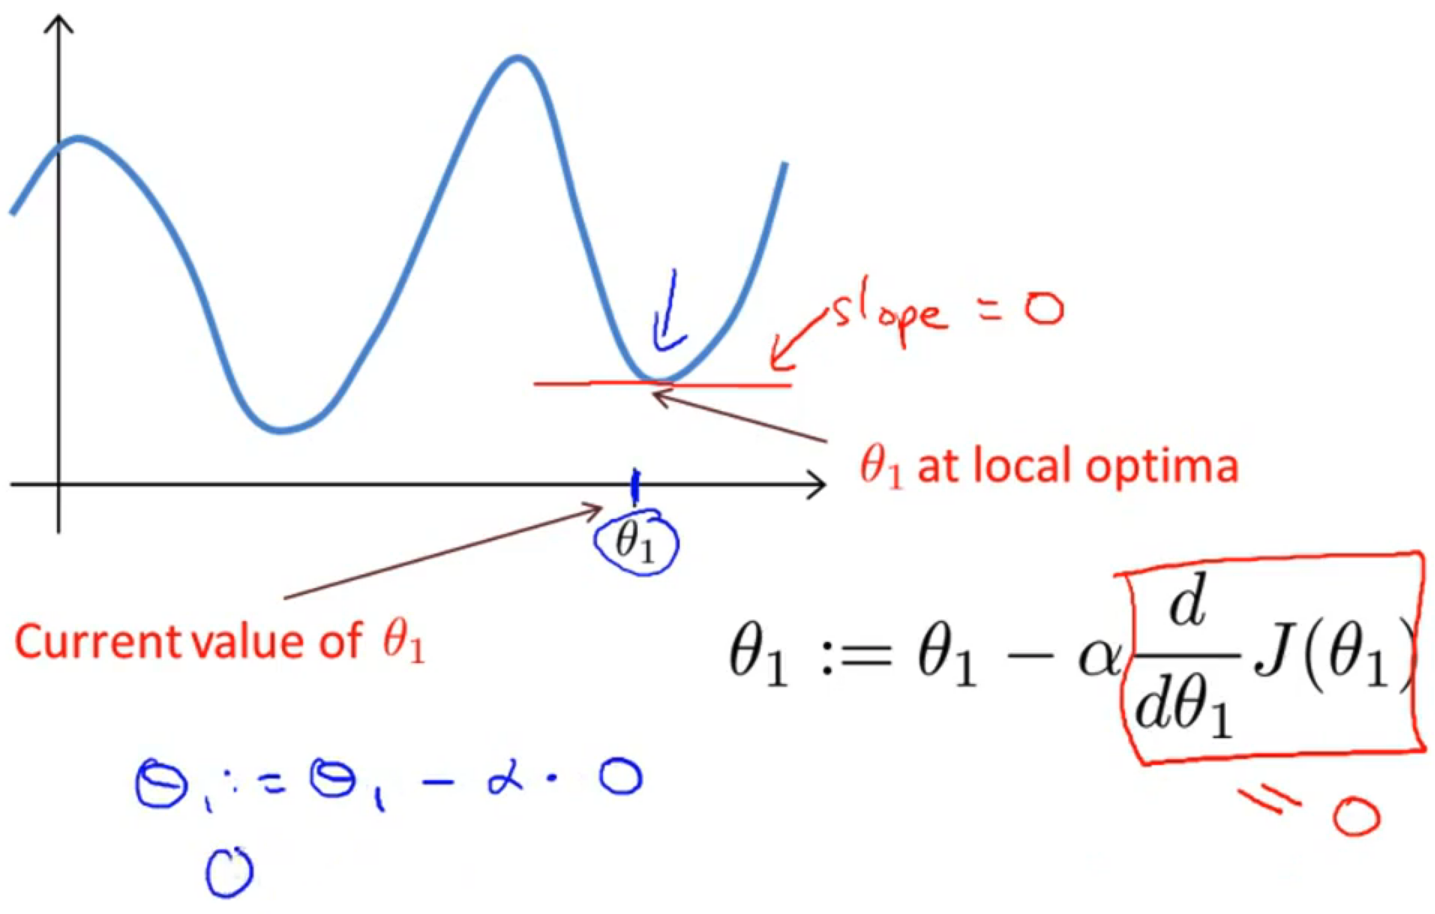 slope = 0
θ₁ at local optima
θ₁
Current value of θ₁
θ₁ := θ₁ − α d/dθ₁ J(θ₁)
= 0
θ₁ := θ₁ − α · 0